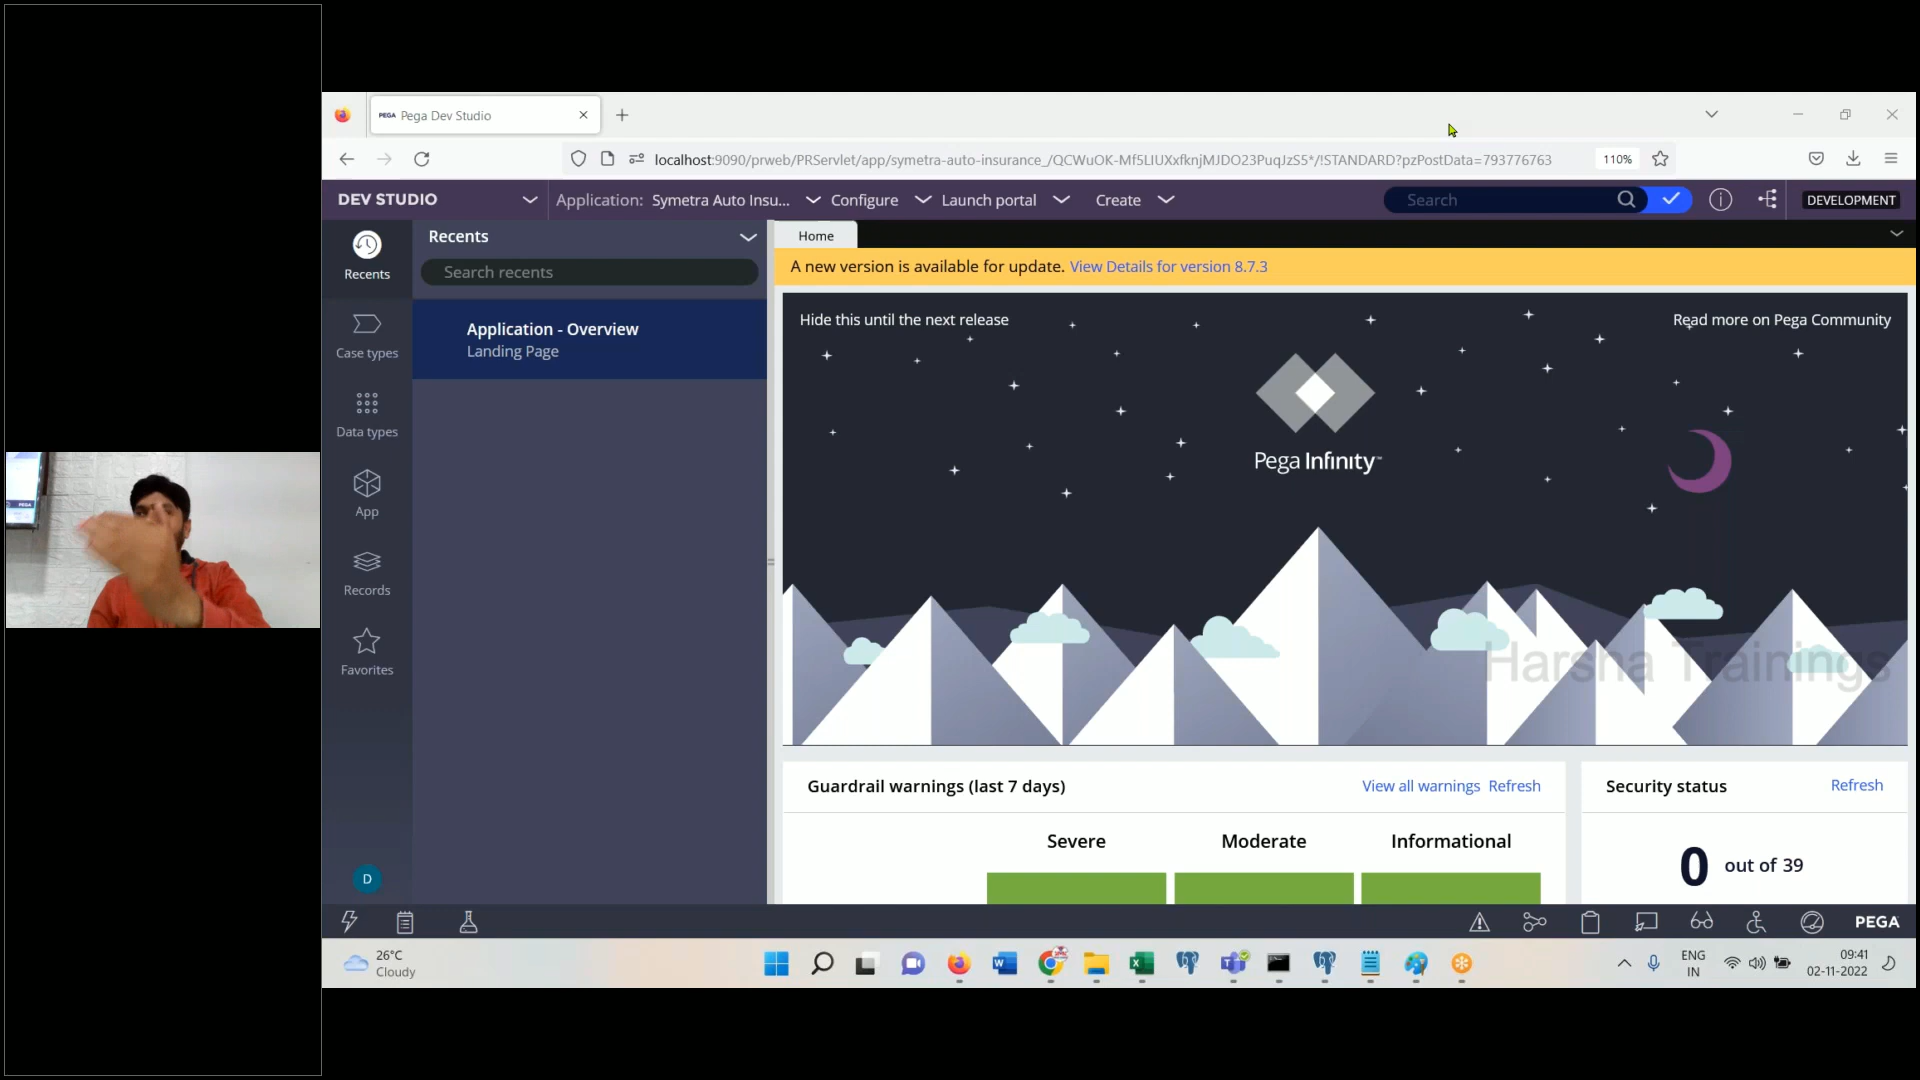 PEGA Pega Dev Studio
localhost:9090/prweb/PRServlet/app/symetra-auto-insurance_/QCWuOK-Mf5LIUXxfknjMJDO23PuqJzS5*/!STANDARD?pzPostData=793776763
110%
DEV STUDIO
Application: Symetra Auto Insu...
Configure
Launch portal
Create
Search
DEVELOPMENT
Recents
Case types
Data types
App
Records
Favorites
D
Recents
Search recents
Application - Overview
Landing Page
Home
A new version is available for update. View Details for version 8.7.3
Hide this until the next release
Read more on Pega Community
Pega Infinity™
Harsha Trainings
Guardrail warnings (last 7 days)
View all warnings Refresh
Severe Moderate Informational
Security status
Refresh
0 out of 39
PEGA
26°C
Cloudy
ENG
IN
09:41
02-11-2022